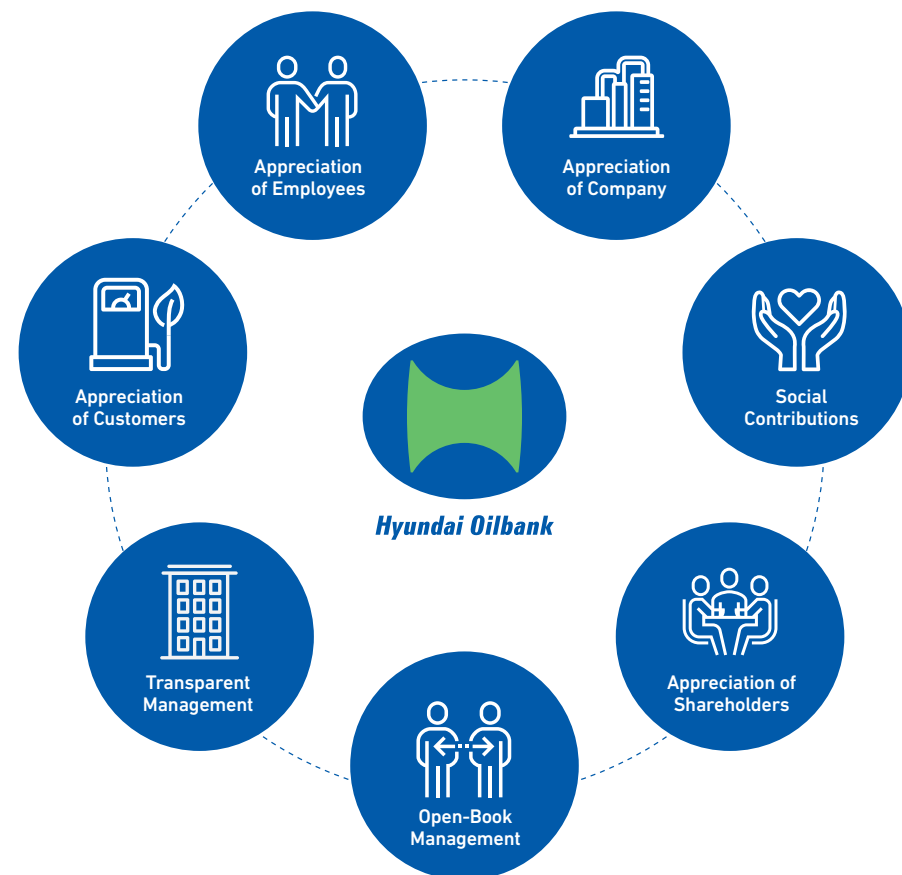 Appreciation
of Employees
Appreciation
of Company
Appreciation
of Customers
Social
Contributions
Hyundai Oilbank
Transparent
Management
Appreciation of
Shareholders
Open-Book
Management